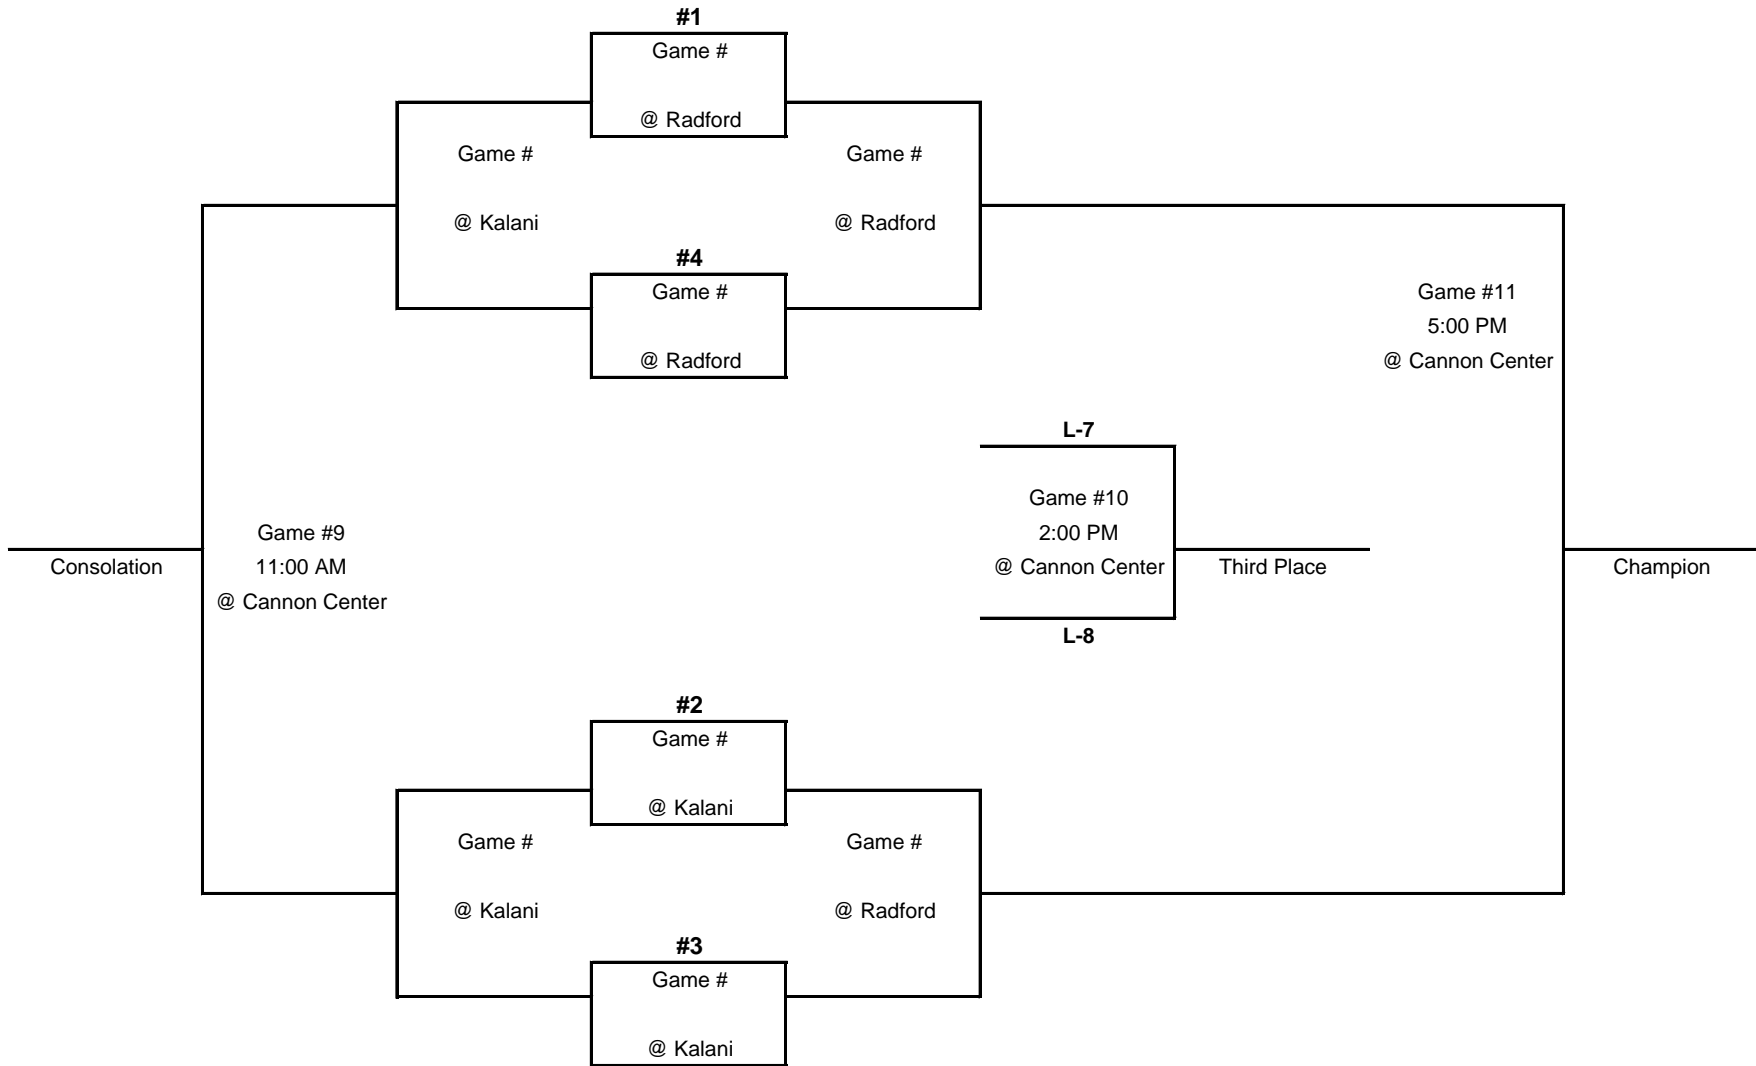 #1
Game #
@ Radford
Game #
Game #
@ Kalani
@ Radford
#4
Game #
@ Radford
Game #11
5:00 PM
@ Cannon Center
L-7
Game #10
2:00 PM
@ Cannon Center
Third Place
L-8
Game #9
11:00 AM
@ Cannon Center
Consolation
Champion
#2
Game #
@ Kalani
Game #
Game #
@ Kalani
@ Radford
#3
Game #
@ Kalani